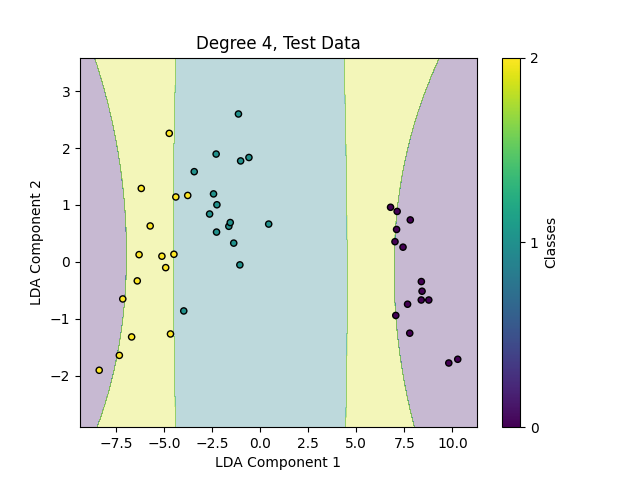 Degree 4, Test Data
3
2
1
0
−1
−2
LDA Component 2
−7.5 −5.0 −2.5 0.0 2.5 5.0 7.5 10.0
LDA Component 1
2
1
0
Classes